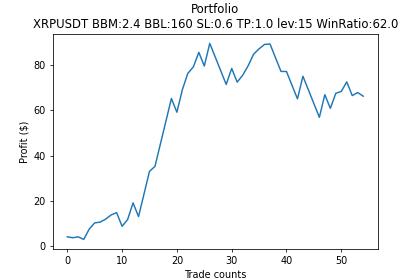 Portfolio
XRPUSDT BBM:2.4 BBL:160 SL:0.6 TP:1.0 lev:15 WinRatio:62.0
80
60
40
20
0
Profit ($)
0 10 20 30 40 50
Trade counts